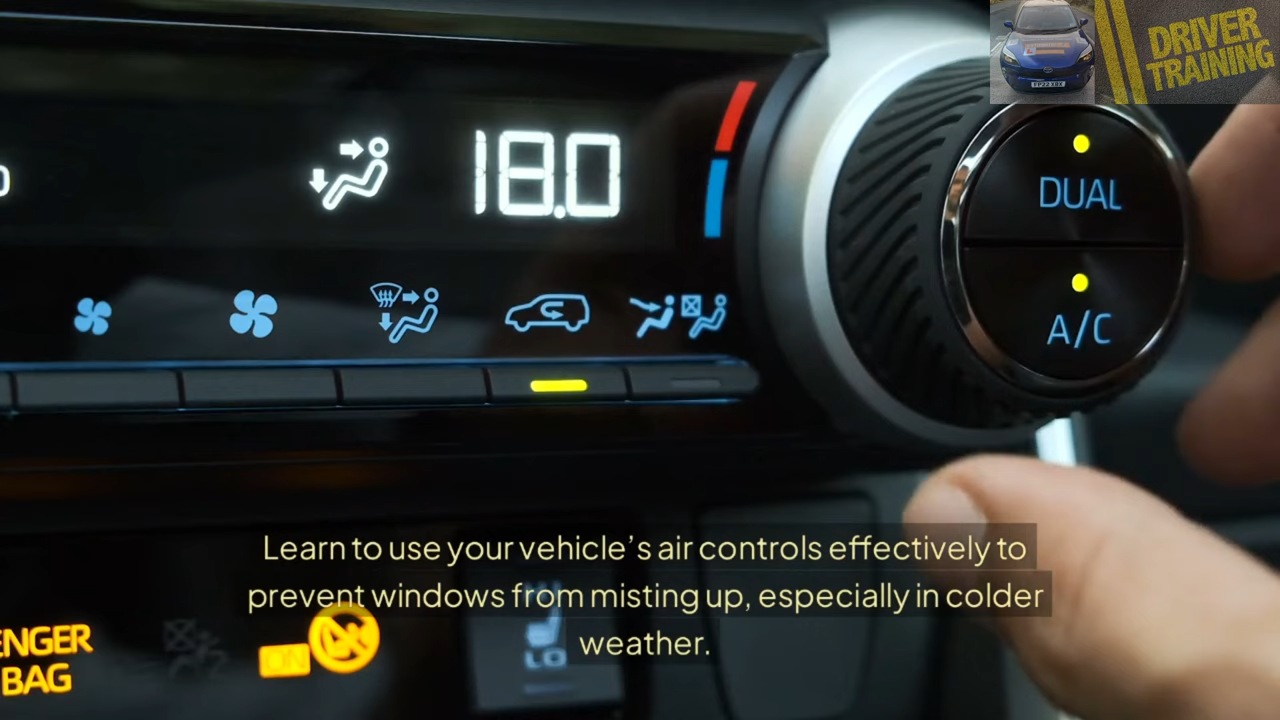 DRIVER
TRAINING
18.0
DUAL
A/C
Learn to use your vehicle’s air controls effectively to
prevent windows from misting up, especially in colder
weather.
ENGER
BAG
ON
LO